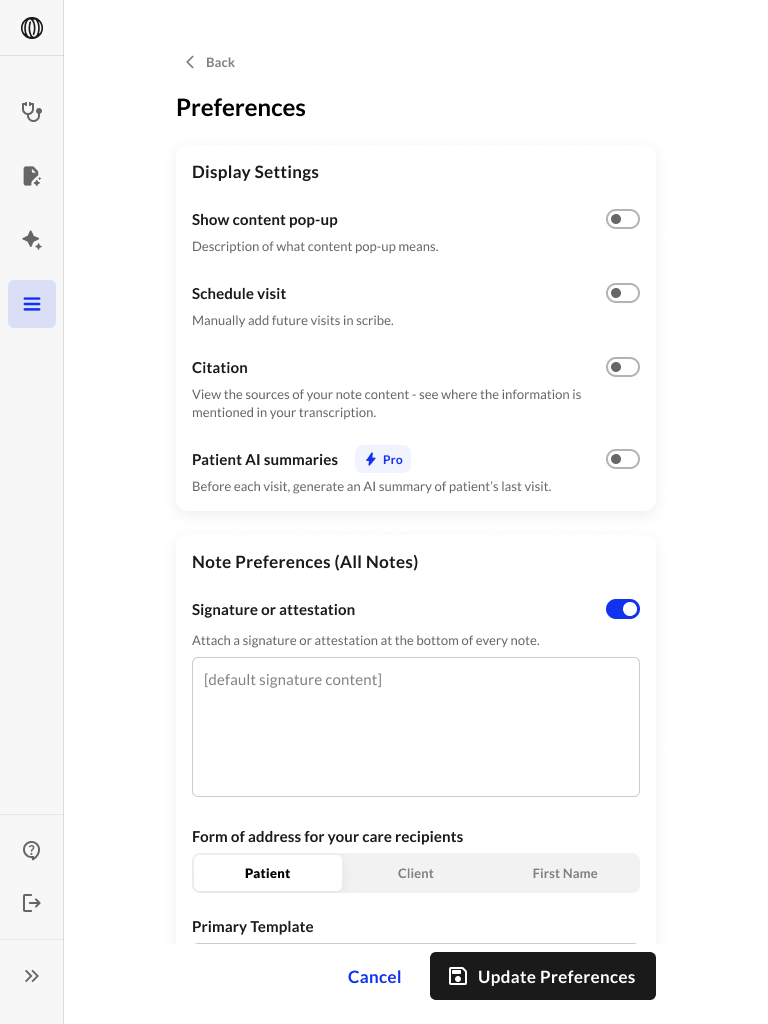 Back
Preferences
Display Settings
Show content pop-up
Description of what content pop-up means.
Schedule visit
Manually add future visits in scribe.
Citation
View the sources of your note content - see where the information is
mentioned in your transcription.
Patient AI summaries Pro
Before each visit, generate an AI summary of patient’s last visit.
Note Preferences (All Notes)
Signature or attestation
Attach a signature or attestation at the bottom of every note.
[default signature content]
Form of address for your care recipients
Patient Client First Name
Primary Template
Cancel Update Preferences